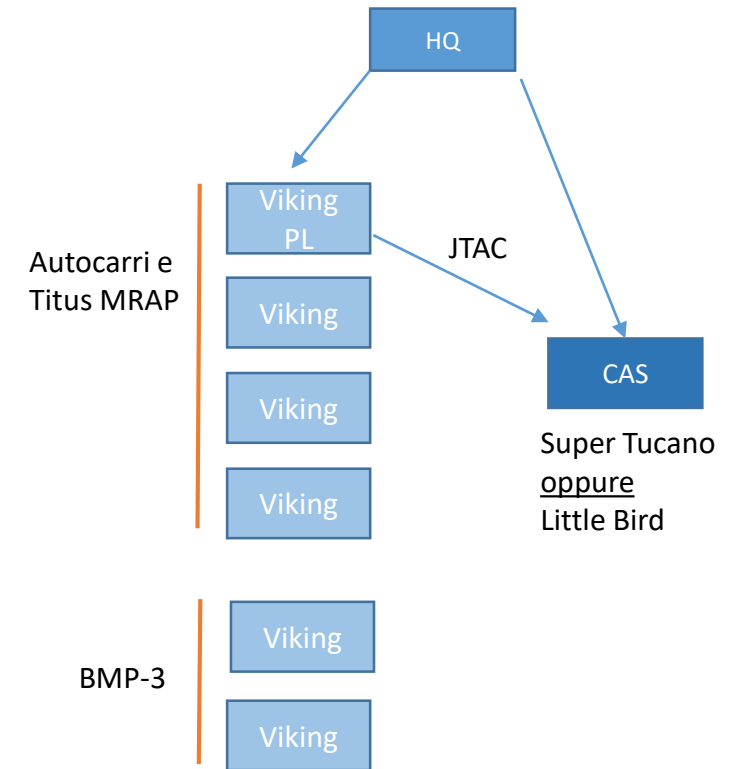 HQ
Viking
PL
JTAC
Autocarri e
Titus MRAP
Viking
Viking
CAS
Viking
Super Tucano
oppure
Little Bird
Viking
BMP-3
Viking